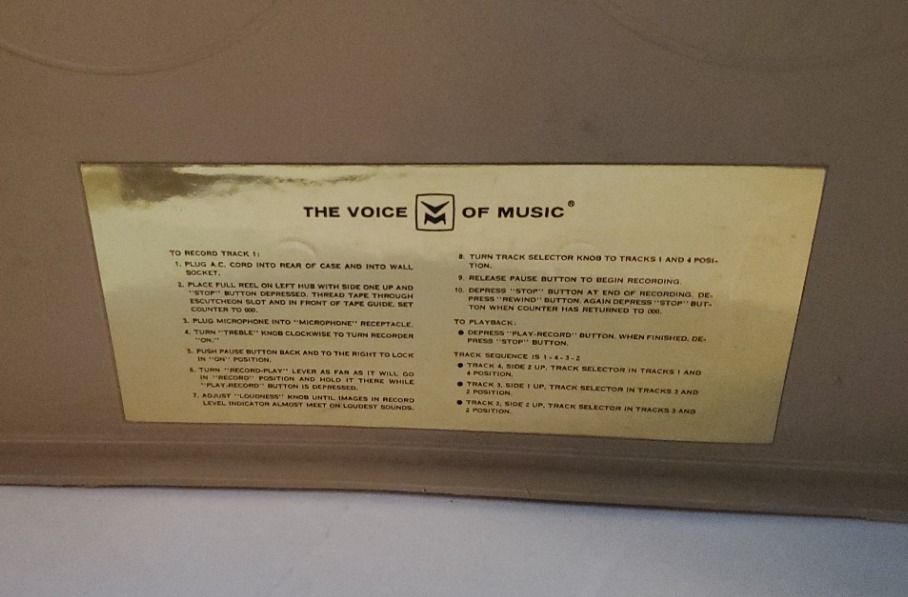 THE VOICE VM OF MUSIC®
TO RECORD TRACK 1:
1. PLUG A.C. CORD INTO REAR OF CASE AND INTO WALL
SOCKET.
2. PLACE FULL REEL ON LEFT HUB WITH SIDE ONE UP AND
"STOP" BUTTON DEPRESSED. THREAD TAPE THROUGH
ESCUTCHEON SLOT AND IN FRONT OF TAPE GUIDE. SET
COUNTER TO 000.
3. PLUG MICROPHONE INTO "MICROPHONE" RECEPTACLE.
4. TURN "TREBLE" KNOB CLOCKWISE TO TURN RECORDER
"ON."
5. PUSH PAUSE BUTTON BACK AND TO THE RIGHT TO LOCK
IN "ON" POSITION.
6. TURN "RECORD-PLAY" LEVER AS FAR AS IT WILL GO
IN "RECORD" POSITION AND HOLD IT THERE WHILE
"PLAY-RECORD" BUTTON IS DEPRESSED.
7. ADJUST "LOUDNESS" KNOB UNTIL IMAGES IN RECORD
LEVEL INDICATOR ALMOST MEET ON LOUDEST SOUNDS.
8. TURN TRACK SELECTOR KNOB TO TRACKS 1 AND 4 POSI-
TION.
9. RELEASE PAUSE BUTTON TO BEGIN RECORDING.
10. DEPRESS "STOP" BUTTON AT END OF RECORDING. DE-
PRESS "REWIND" BUTTON. AGAIN DEPRESS "STOP" BUT-
TON WHEN COUNTER HAS RETURNED TO 000.
TO PLAYBACK:
● DEPRESS "PLAY-RECORD" BUTTON. WHEN FINISHED, DE-
PRESS "STOP" BUTTON.
TRACK SEQUENCE IS 1-4-3-2
● TRACK 4, SIDE 2 UP, TRACK SELECTOR IN TRACKS 1 AND
4 POSITION.
● TRACK 3, SIDE 1 UP, TRACK SELECTOR IN TRACKS 3 AND
2 POSITION.
● TRACK 2, SIDE 2 UP, TRACK SELECTOR IN TRACKS 3 AND
2 POSITION.